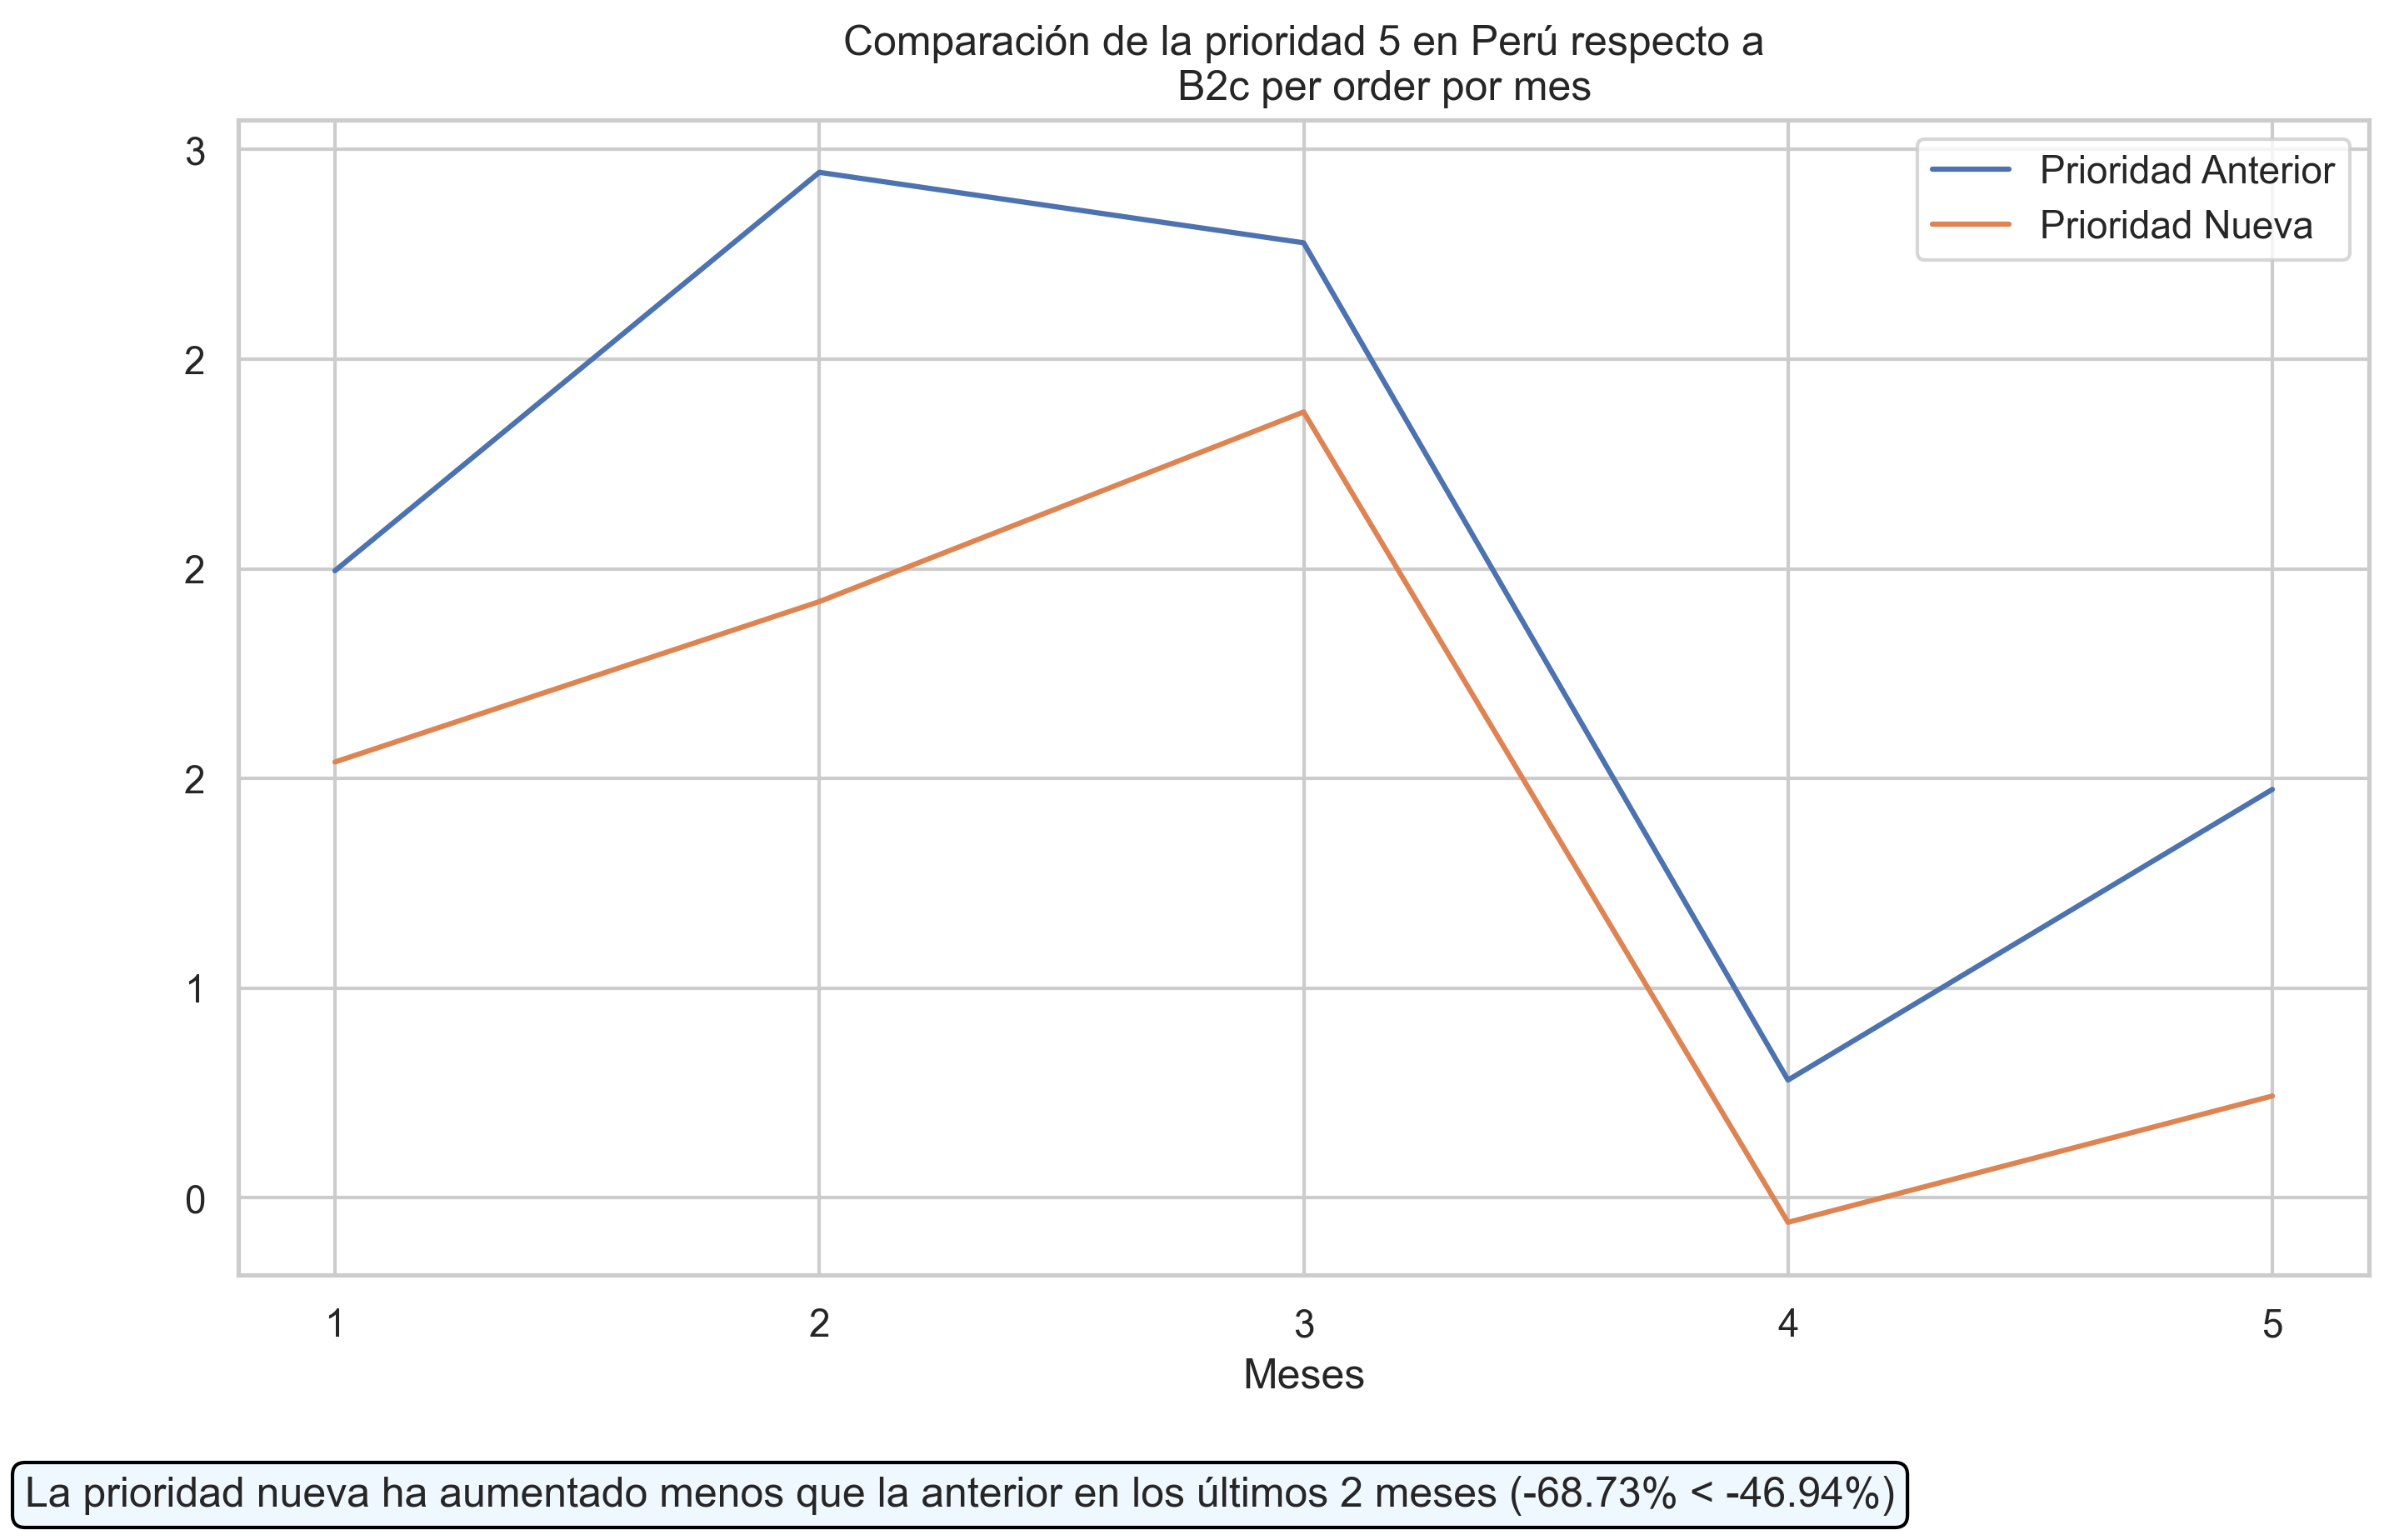 Comparación de la prioridad 5 en Perú respecto a
B2c per order por mes
3
2
2
2
1
0
Prioridad Anterior
Prioridad Nueva
1
2
3
4
5
Meses
La prioridad nueva ha aumentado menos que la anterior en los últimos 2 meses (-68.73% < -46.94%)